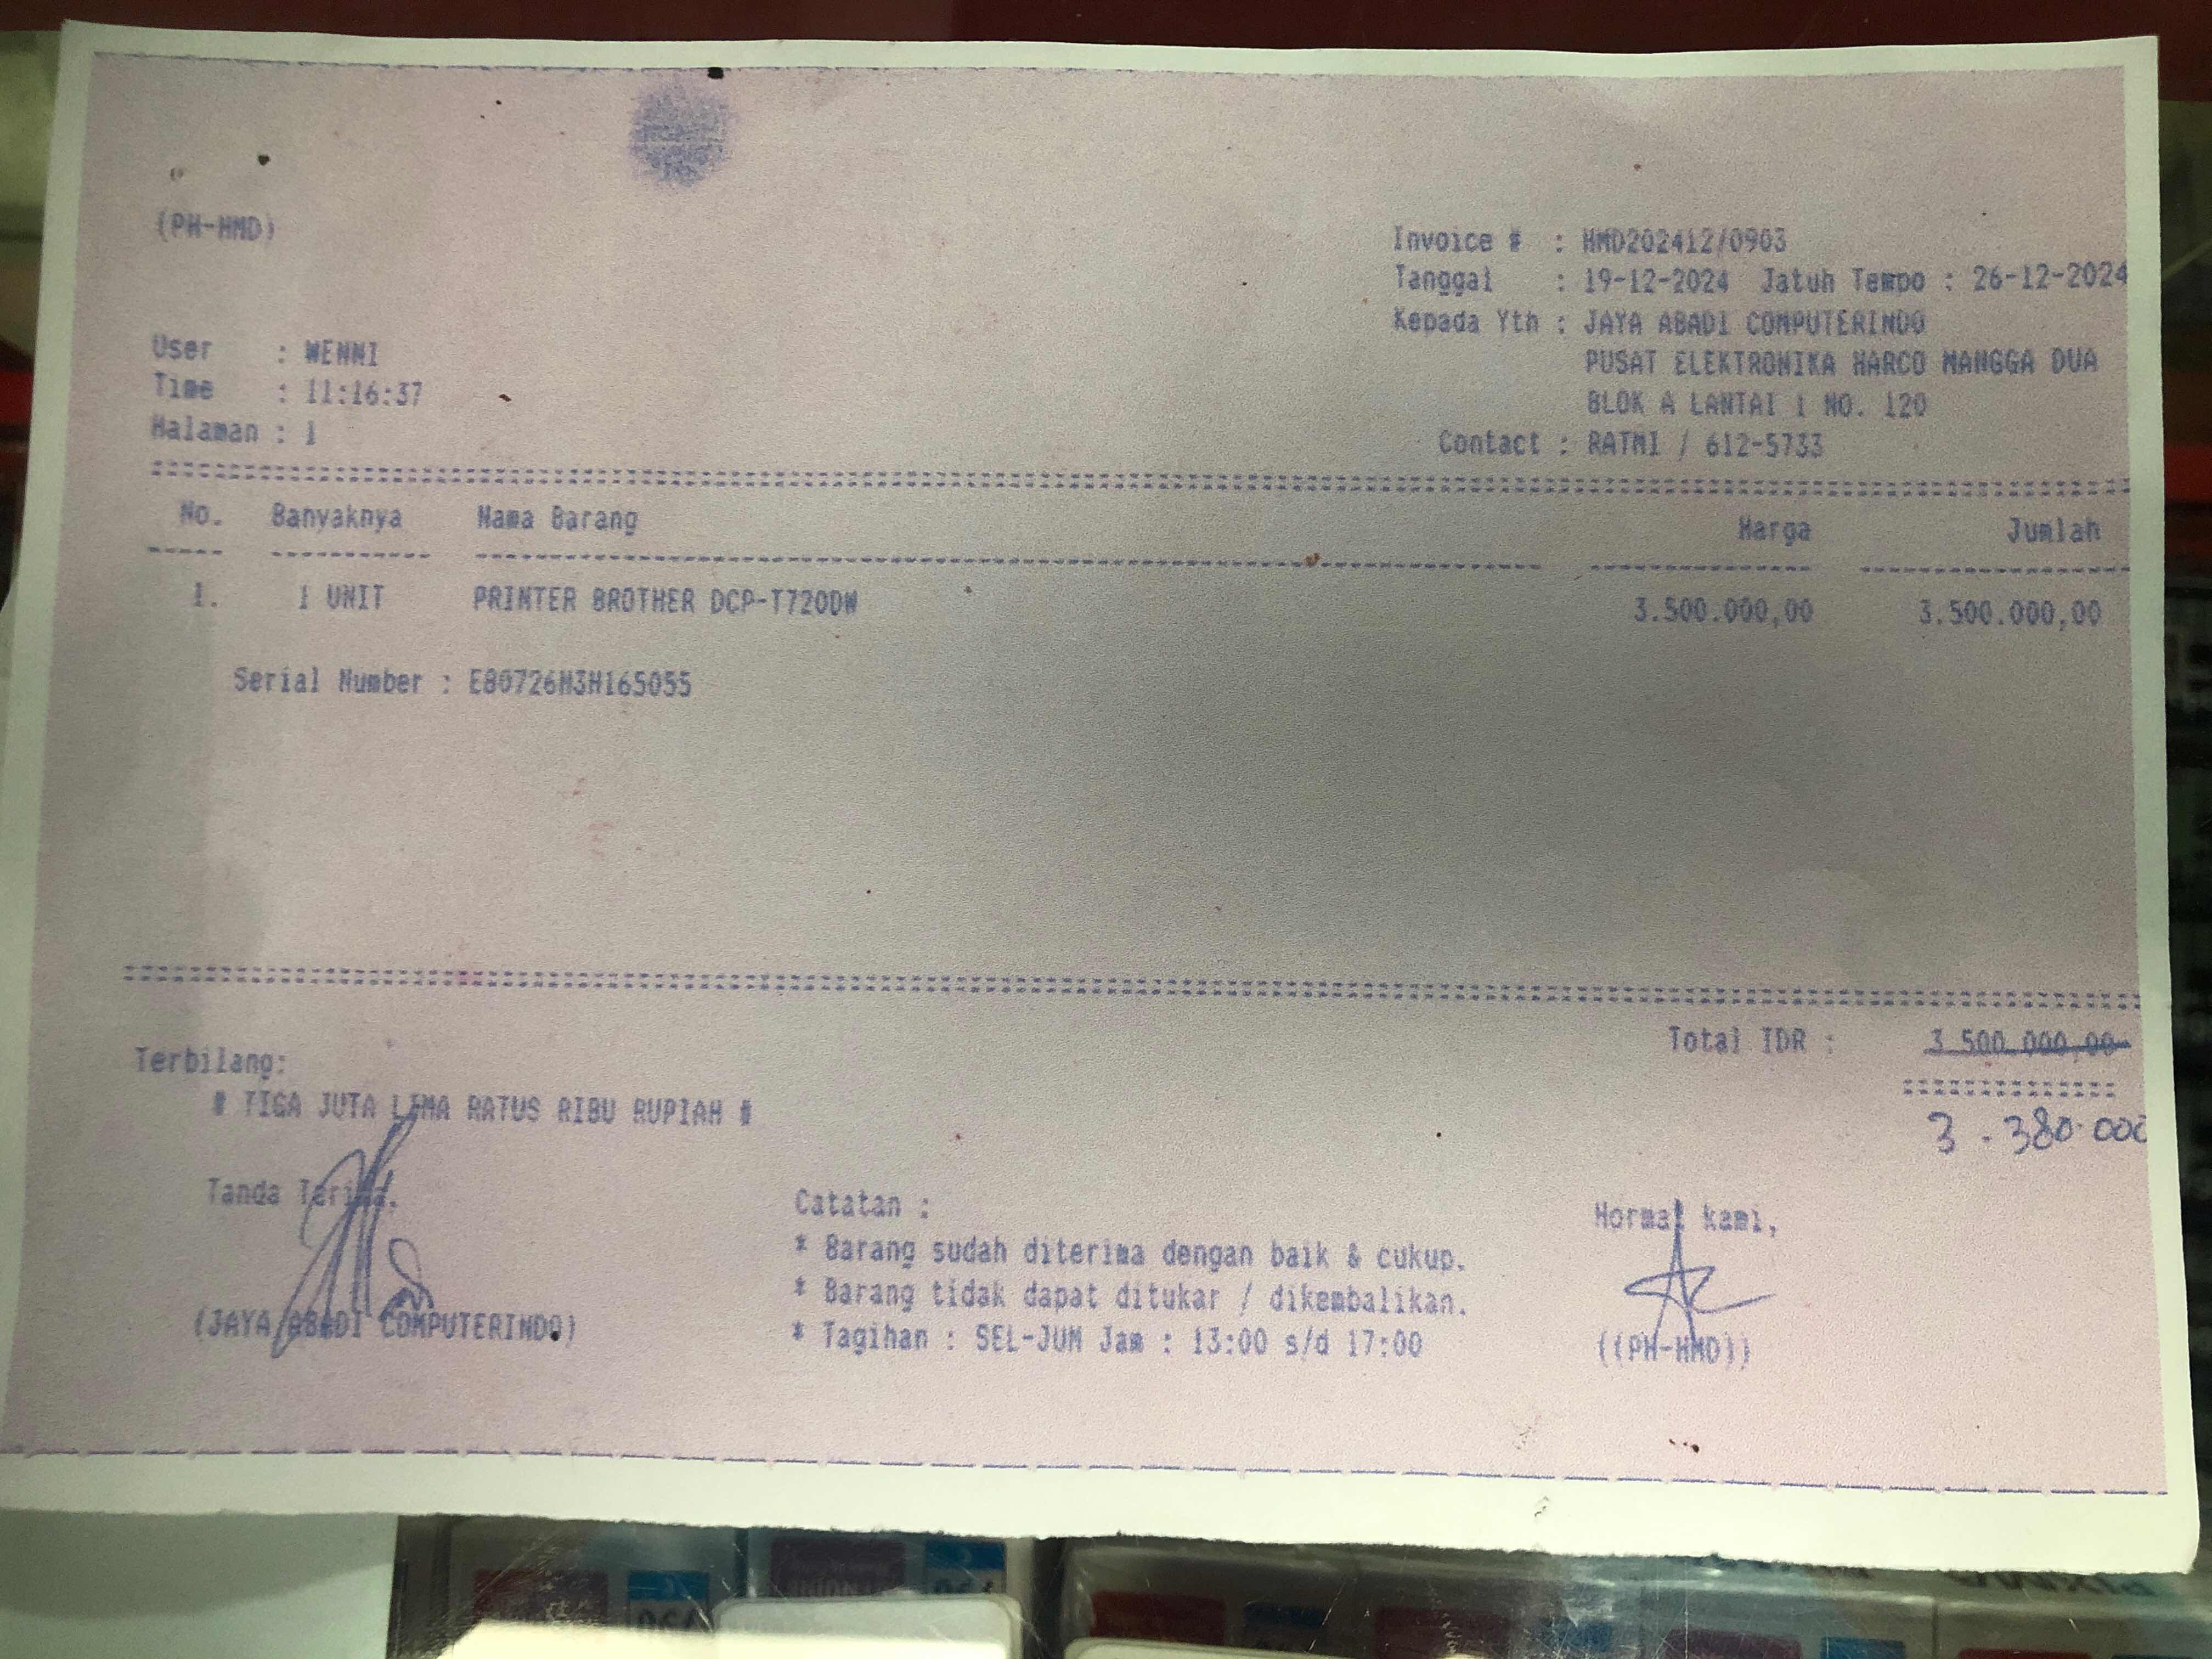 (PH-HMD)
Invoice # : HMD202412/0903
Tanggal : 19-12-2024 Jatuh Tempo : 26-12-2024
Kepada Yth : JAYA ABADI COMPUTERINDO
PUSAT ELEKTRONIKA HARCO MANGGA DUA
BLOK A LANTAI 1 NO. 120
Contact : RATNI / 612-5733
User : WENNI
Time : 11:16:37
Halaman : 1
No. Banyaknya Nama Barang Harga Jumlah
1. 1 UNIT PRINTER BROTHER DCP-T720DW 3.500.000,00 3.500.000,00
Serial Number : E80726H3H165055
Total IDR : 3.500.000,00
3.380.000
Terbilang:
# TIGA JUTA LIMA RATUS RIBU RUPIAH #
Tanda Terima,
(JAYA ABADI COMPUTERINDO)
Catatan :
* Barang sudah diterima dengan baik & cukup.
* Barang tidak dapat ditukar / dikembalikan.
* Tagihan : SEL-JUM Jam : 13:00 s/d 17:00
Hormat kami,
((PH-HMD))